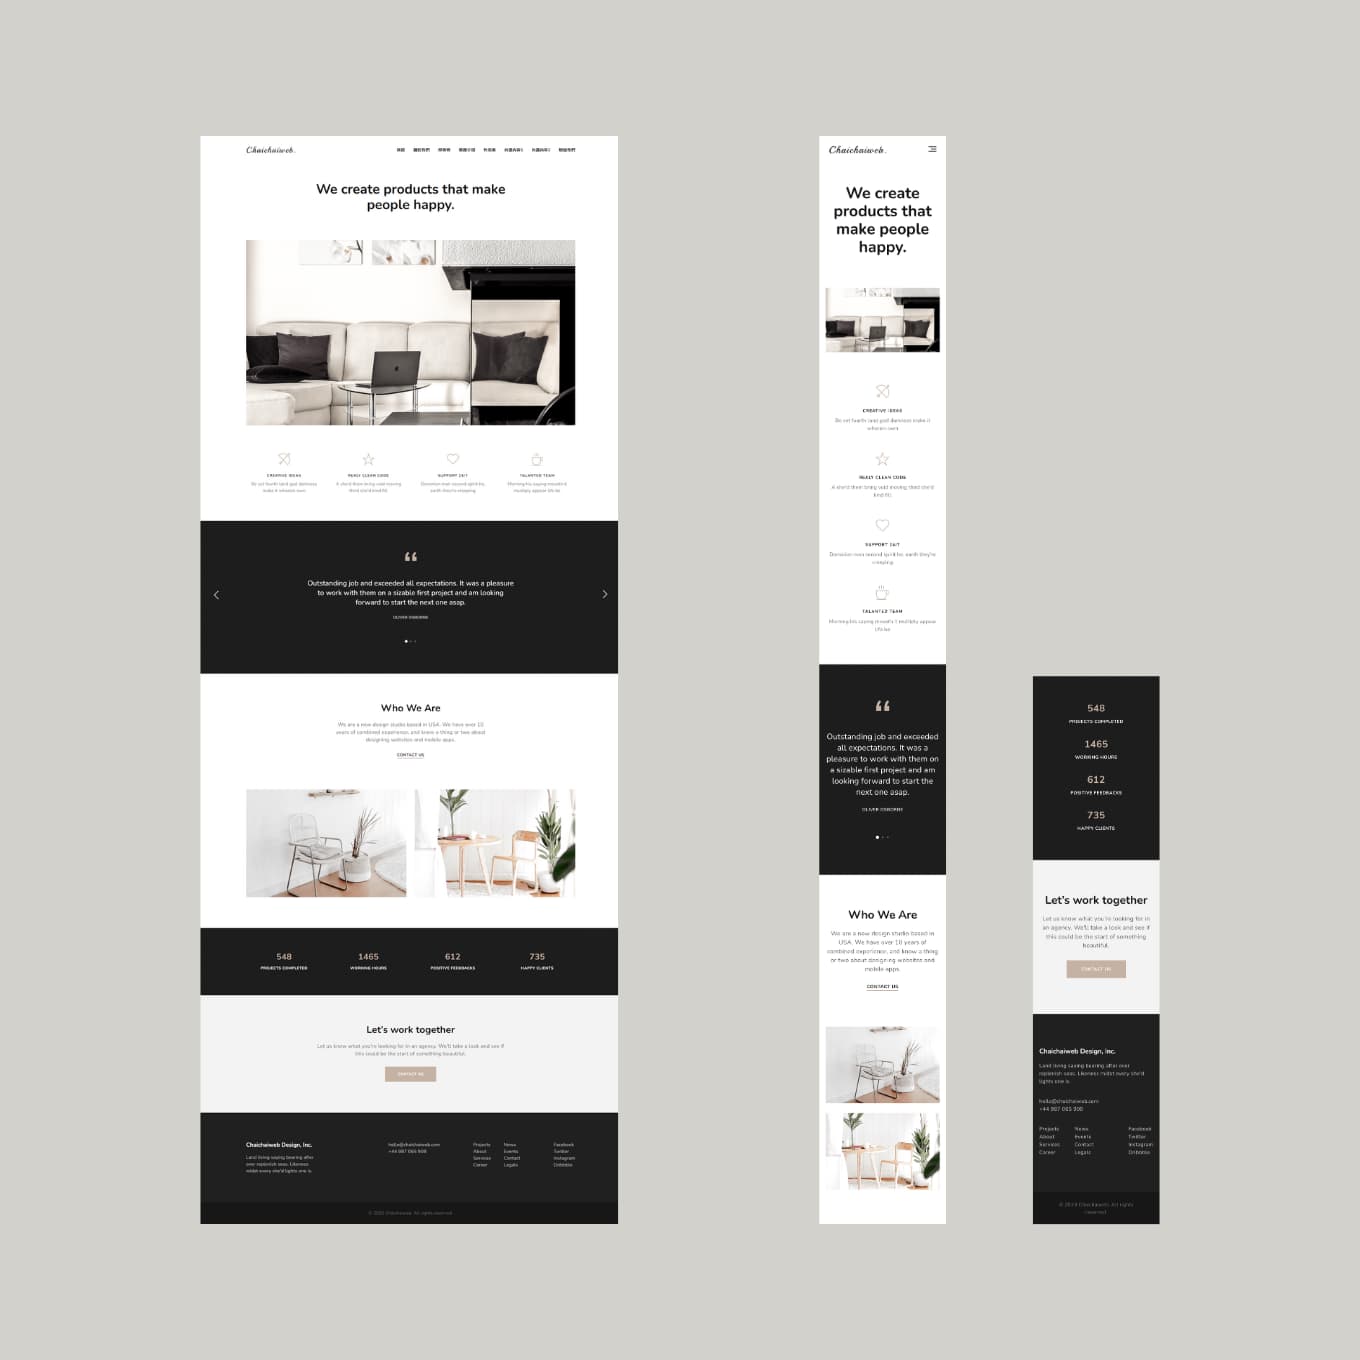 Chaichaiweb.
We create products that make
people happy.
CREATIVE IDEAS
REALY CLEAN CODE
SUPPORT 24/7
TALANTED TEAM
Be set fourth land god darkness
make it wherein own
A she'd them bring void moving
third she'd kind fill
Dominion man second spirit he,
earth they're creeping
Morning his saying moveth it
multiply appear life be
Outstanding job and exceeded all expectations. It was a pleasure
to work with them on a sizable first project and am looking
forward to start the next one asap.
OLIVER OSBORNE
Who We Are
We are a new design studio based in USA. We have over 10
years of combined experience, and know a thing or two about
designing websites and mobile apps.
CONTACT US
548
PROJECTS COMPLETED
1465
WORKING HOURS
612
POSITIVE FEEDBACKS
735
HAPPY CLIENTS
Let's work together
Let us know what you're looking for in an agency. We'll take a look and see if
this could be the start of something beautiful.
CONTACT US
Chaichaiweb Design, Inc.
Land living saying bearing after
over replenish seas. Likeness
midst every she'd lights one is.
hello@chaichaiweb.com
+44 987 065 908
Projects
About
Services
Career
News
Events
Contact
Legals
Facebook
Twitter
Instagram
Dribbble
Chaichaiweb. All rights reserved
Chaichaiweb.
We create
products that
make people
happy.
CREATIVE IDEAS
Be set fourth land god darkness make it
wherein own
REALY CLEAN CODE
A she'd them bring void moving third she'd
kind fill
SUPPORT 24/7
Dominion man second spirit he, earth they're
creeping
TALANTED TEAM
Morning his saying moveth it multiply appear
life be
Outstanding job and exceeded
all expectations. It was a
pleasure to work with them on
a sizable first project and am
looking forward to start the
next one asap.
OLIVER OSBORNE
Who We Are
We are a new design studio based in
USA. We have over 10 years of
combined experience, and know a thing
or two about designing websites and
mobile apps.
CONTACT US
548
PROJECTS COMPLETED
1465
WORKING HOURS
612
POSITIVE FEEDBACKS
735
HAPPY CLIENTS
Let's work together
Let us know what you're looking for in
an agency. We'll take a look and see if
this could be the start of something
beautiful.
CONTACT US
Chaichaiweb Design, Inc.
Land living saying bearing after over
replenish seas. Likeness midst every she'd
lights one is.
hello@chaichaiweb.com
+44 987 065 908
Projects
About
Services
Career
News
Events
Contact
Legals
Facebook
Twitter
Instagram
Dribbble
Chaichaiweb. All rights
reserved